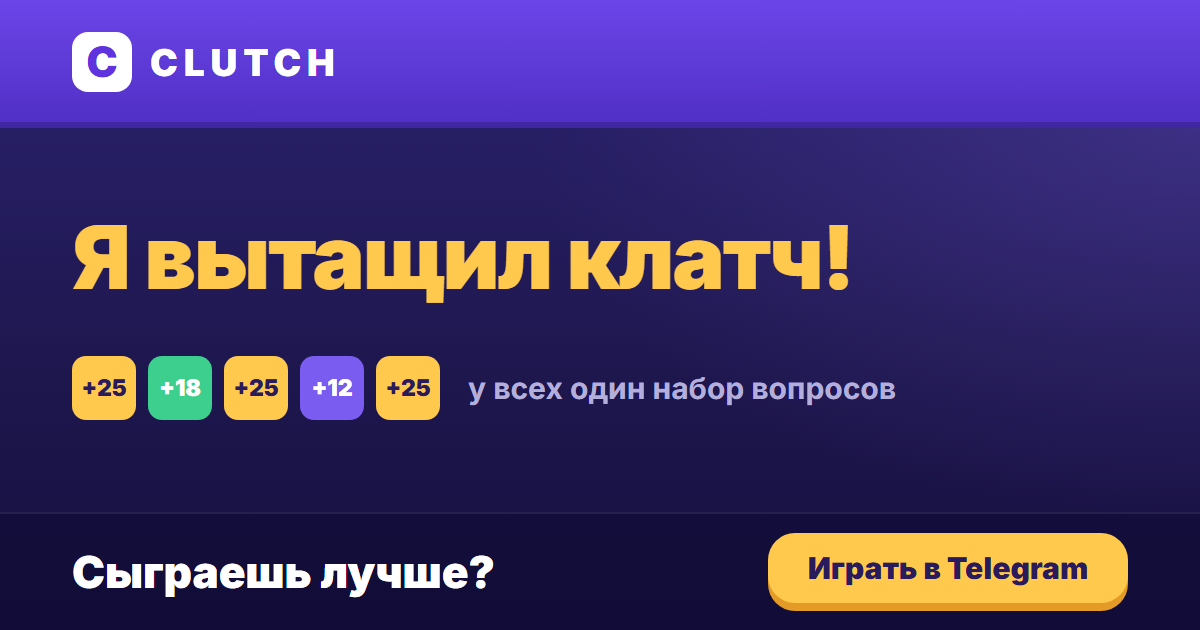 C CLUTCH
Я вытащил клатч!
+25 +18 +25 +12 +25 у всех один набор вопросов
Сыграешь лучше?
Играть в Telegram